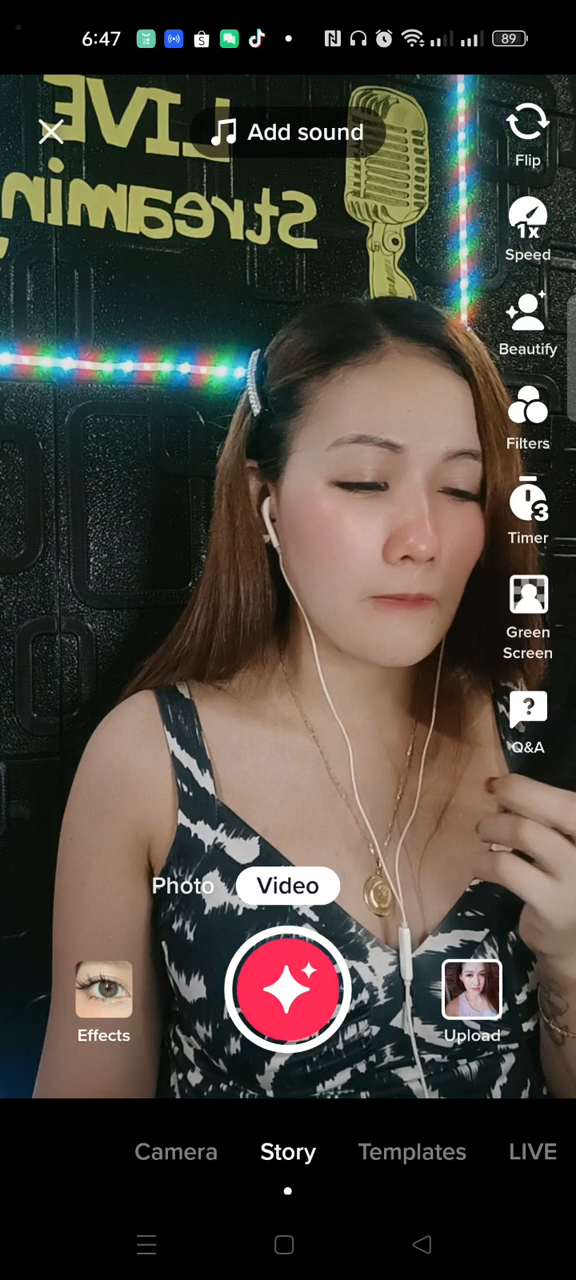 6:47
89
LIVE
Streamin
Add sound
Flip
1x
Speed
Beautify
Filters
3
Timer
Green
Screen
?
Q&A
Photo
Video
Effects
Upload
Camera
Story
Templates
LIVE